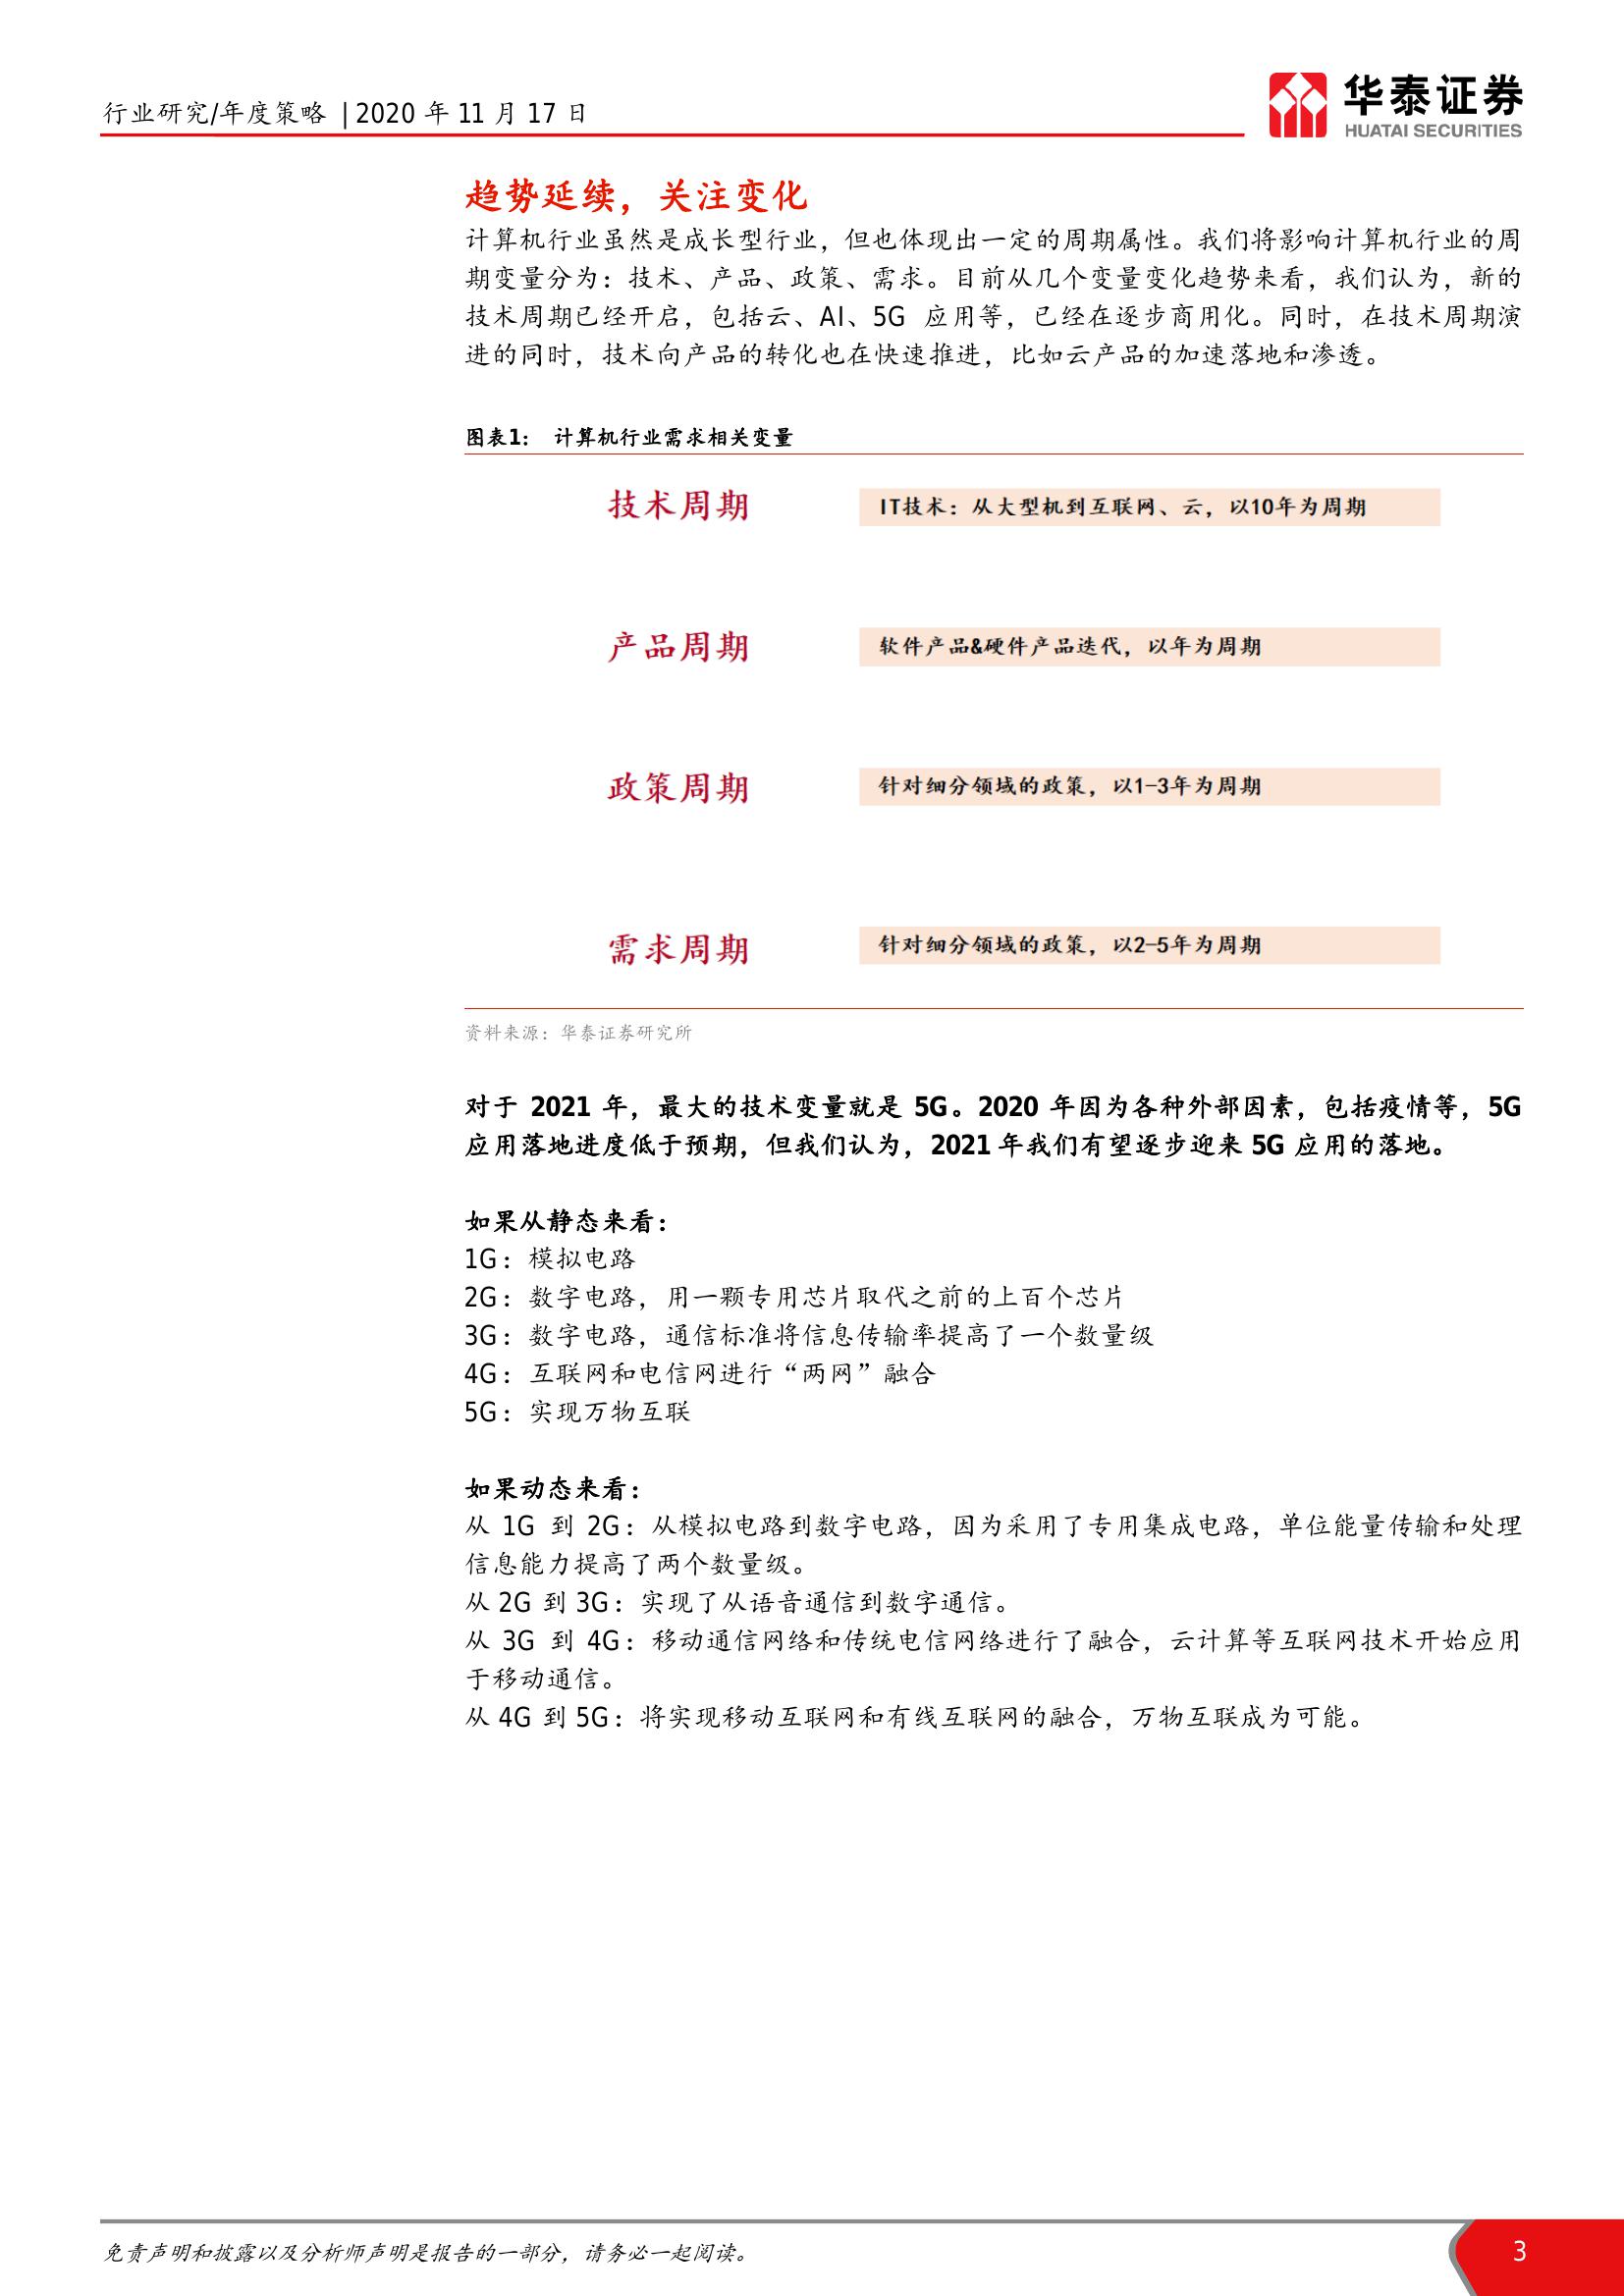 行业研究/年度策略 | 2020 年 11 月 17 日
华泰证券
HUATAI SECURITIES
趋势延续，关注变化
计算机行业虽然是成长型行业，但也体现出一定的周期属性。我们将影响计算机行业的周
期变量分为：技术、产品、政策、需求。目前从几个变量变化趋势来看，我们认为，新的
技术周期已经开启，包括云、AI、5G 应用等，已经在逐步商用化。同时，在技术周期演
进的同时，技术向产品的转化也在快速推进，比如云产品的加速落地和渗透。
图表1： 计算机行业需求相关变量
技术周期
IT技术：从大型机到互联网、云，以10年为周期
产品周期
软件产品&硬件产品迭代，以年为周期
政策周期
针对细分领域的政策，以1-3年为周期
需求周期
针对细分领域的政策，以2-5年为周期
资料来源：华泰证券研究所
对于 2021 年，最大的技术变量就是 5G。2020 年因为各种外部因素，包括疫情等，5G
应用落地进度低于预期，但我们认为，2021 年我们有望逐步迎来 5G 应用的落地。
如果从静态来看：
1G：模拟电路
2G：数字电路，用一颗专用芯片取代之前的上百个芯片
3G：数字电路，通信标准将信息传输率提高了一个数量级
4G：互联网和电信网进行“两网”融合
5G：实现万物互联
如果动态来看：
从 1G 到 2G：从模拟电路到数字电路，因为采用了专用集成电路，单位能量传输和处理
信息能力提高了两个数量级。
从 2G 到 3G：实现了从语音通信到数字通信。
从 3G 到 4G：移动通信网络和传统电信网络进行了融合，云计算等互联网技术开始应用
于移动通信。
从 4G 到 5G：将实现移动互联网和有线互联网的融合，万物互联成为可能。
免责声明和披露以及分析师声明是报告的一部分，请务必一起阅读。
3